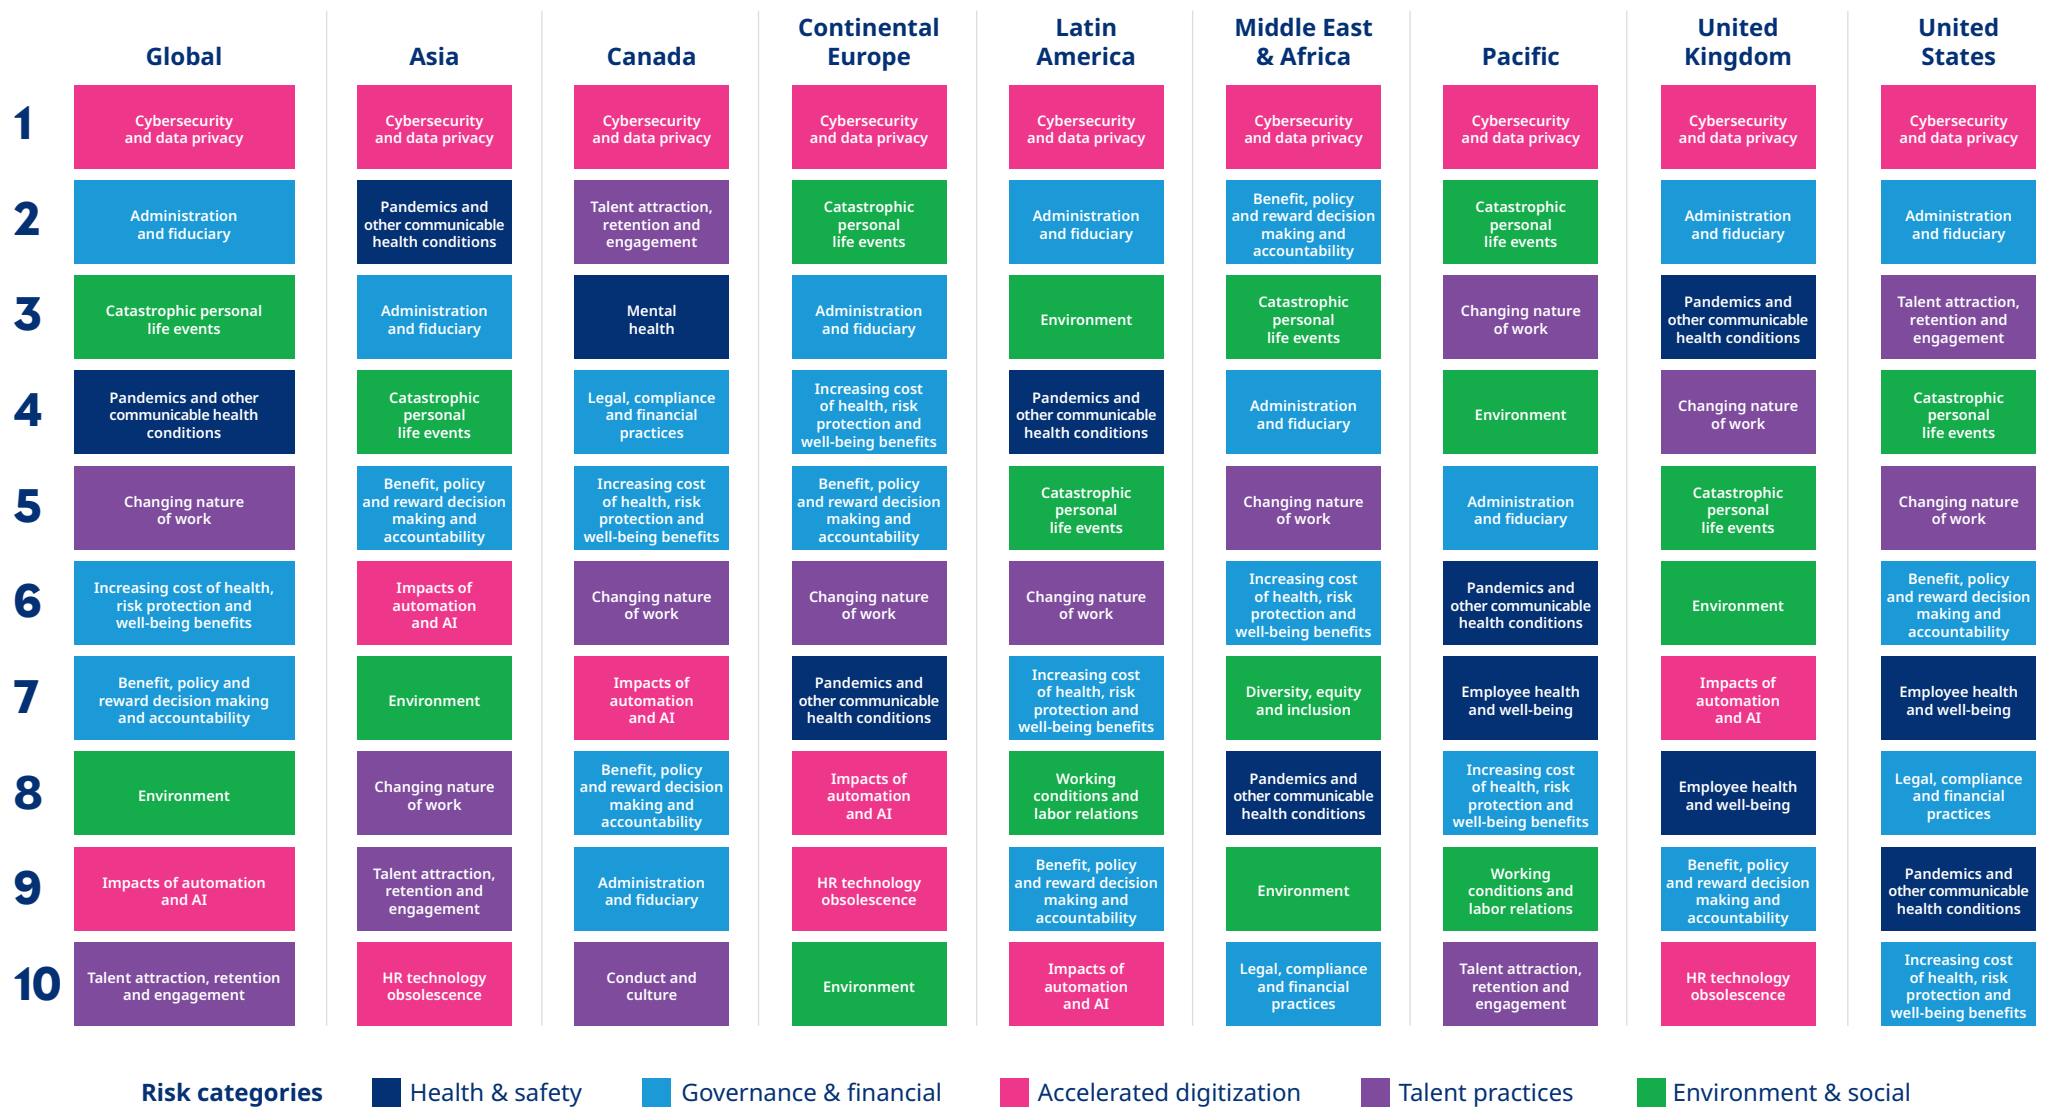 Global
Asia
Canada
Continental
Europe
Latin
America
Middle East
& Africa
Pacific
United
Kingdom
United
States
1
Cybersecurity
and data privacy
Cybersecurity
and data privacy
Cybersecurity
and data privacy
Cybersecurity
and data privacy
Cybersecurity
and data privacy
Cybersecurity
and data privacy
Cybersecurity
and data privacy
Cybersecurity
and data privacy
Cybersecurity
and data privacy
2
Administration
and fiduciary
Pandemics and
other communicable
health conditions
Talent attraction,
retention and
engagement
Catastrophic
personal
life events
Administration
and fiduciary
Benefit, policy
and reward decision
making and
accountability
Catastrophic
personal
life events
Administration
and fiduciary
Administration
and fiduciary
3
Catastrophic personal
life events
Administration
and fiduciary
Mental
health
Administration
and fiduciary
Environment
Catastrophic
personal
life events
Changing nature
of work
Pandemics and
other communicable
health conditions
Talent attraction,
retention and
engagement
4
Pandemics and other
communicable health
conditions
Catastrophic
personal
life events
Legal, compliance
and financial
practices
Increasing cost
of health, risk
protection and
well-being benefits
Pandemics and
other communicable
health conditions
Administration
and fiduciary
Environment
Changing nature
of work
Catastrophic
personal
life events
5
Changing nature
of work
Benefit, policy
and reward decision
making and
accountability
Increasing cost
of health, risk
protection and
well-being benefits
Benefit, policy
and reward decision
making and
accountability
Catastrophic
personal
life events
Changing nature
of work
Administration
and fiduciary
Catastrophic
personal
life events
Changing nature
of work
6
Increasing cost of health,
risk protection and
well-being benefits
Impacts of
automation
and AI
Changing nature
of work
Changing nature
of work
Changing nature
of work
Increasing cost
of health, risk
protection and
well-being benefits
Pandemics and
other communicable
health conditions
Environment
Benefit, policy
and reward decision
making and
accountability
7
Benefit, policy and
reward decision making
and accountability
Environment
Impacts of
automation
and AI
Pandemics and
other communicable
health conditions
Increasing cost
of health, risk
protection and
well-being benefits
Diversity, equity
and inclusion
Employee health
and well-being
Impacts of
automation
and AI
Employee health
and well-being
8
Environment
Changing nature
of work
Benefit, policy
and reward decision
making and
accountability
Impacts of
automation
and AI
Working
conditions and
labor relations
Pandemics and
other communicable
health conditions
Increasing cost
of health, risk
protection and
well-being benefits
Employee health
and well-being
Legal, compliance
and financial
practices
9
Impacts of automation
and AI
Talent attraction,
retention and
engagement
Administration
and fiduciary
HR technology
obsolescence
Benefit, policy
and reward decision
making and
accountability
Environment
Working
conditions and
labor relations
Benefit, policy
and reward decision
making and
accountability
Pandemics and
other communicable
health conditions
10
Talent attraction, retention
and engagement
HR technology
obsolescence
Conduct and
culture
Environment
Impacts of
automation
and AI
Legal, compliance
and financial
practices
Talent attraction,
retention and
engagement
HR technology
obsolescence
Increasing cost
of health, risk
protection and
well-being benefits
Risk categories
Health & safety
Governance & financial
Accelerated digitization
Talent practices
Environment & social